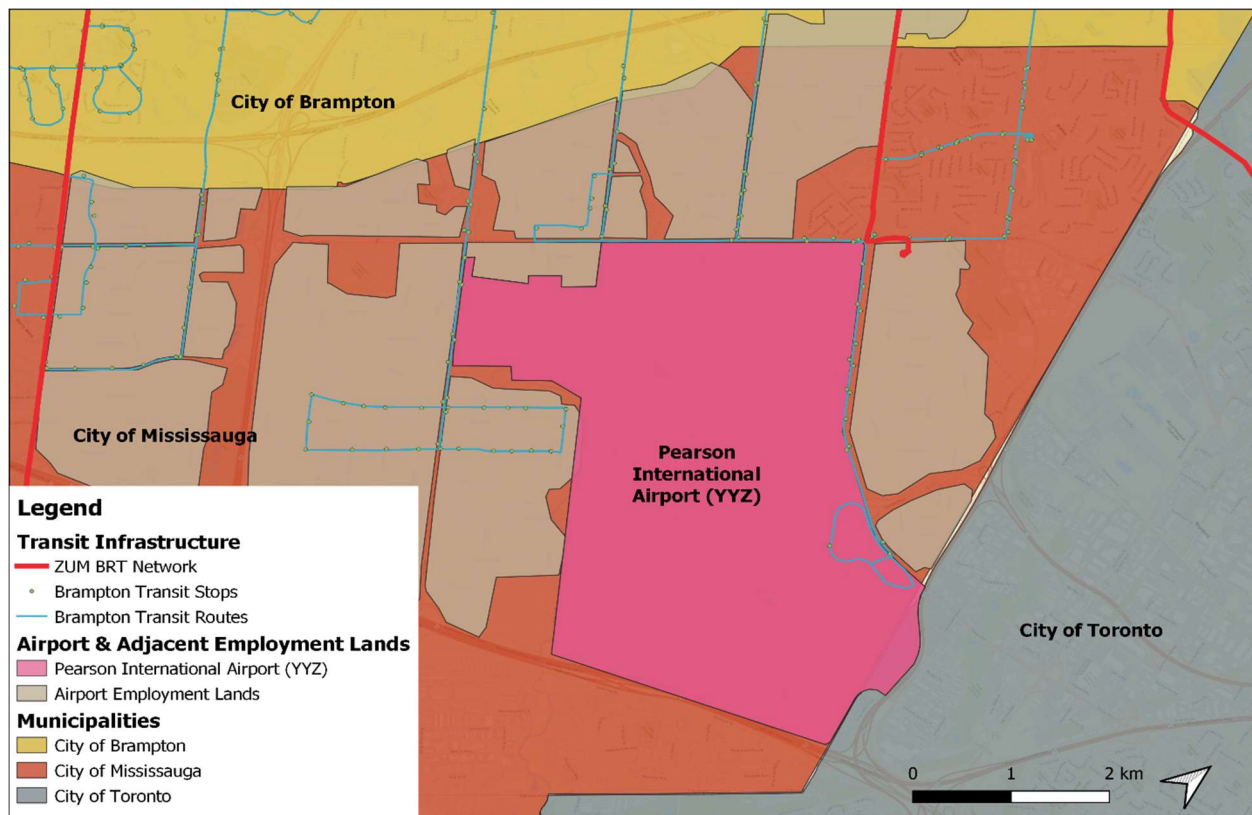 City of Brampton
City of Mississauga
Pearson
International
Airport (YYZ)
City of Toronto
Legend
Transit Infrastructure
ZUM BRT Network
Brampton Transit Stops
Brampton Transit Routes
Airport & Adjacent Employment Lands
Pearson International Airport (YYZ)
Airport Employment Lands
Municipalities
City of Brampton
City of Mississauga
City of Toronto
0 1 2 km